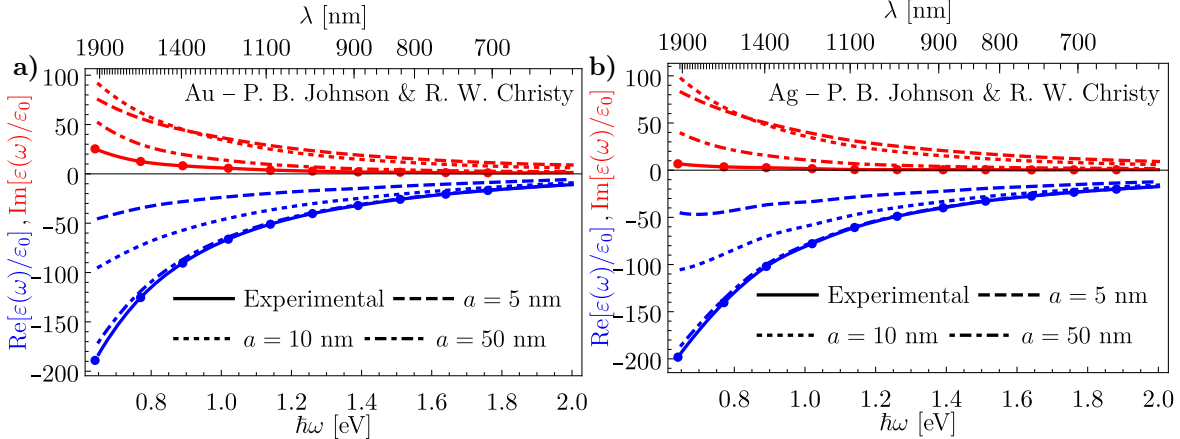 λ [nm]
1900 1400 1100 900 800 700
a)
Au – P. B. Johnson & R. W. Christy
100
50
0
−50
−100
−150
−200
Re[ε(ω)/ε₀], Im[ε(ω)/ε₀]
Experimental a = 5 nm
a = 10 nm a = 50 nm
0.8 1.0 1.2 1.4 1.6 1.8 2.0
ħω [eV]
λ [nm]
1900 1400 1100 900 800 700
b)
Ag – P. B. Johnson & R. W. Christy
100
50
0
−50
−100
−150
−200
Re[ε(ω)/ε₀], Im[ε(ω)/ε₀]
Experimental a = 5 nm
a = 10 nm a = 50 nm
0.8 1.0 1.2 1.4 1.6 1.8 2.0
ħω [eV]